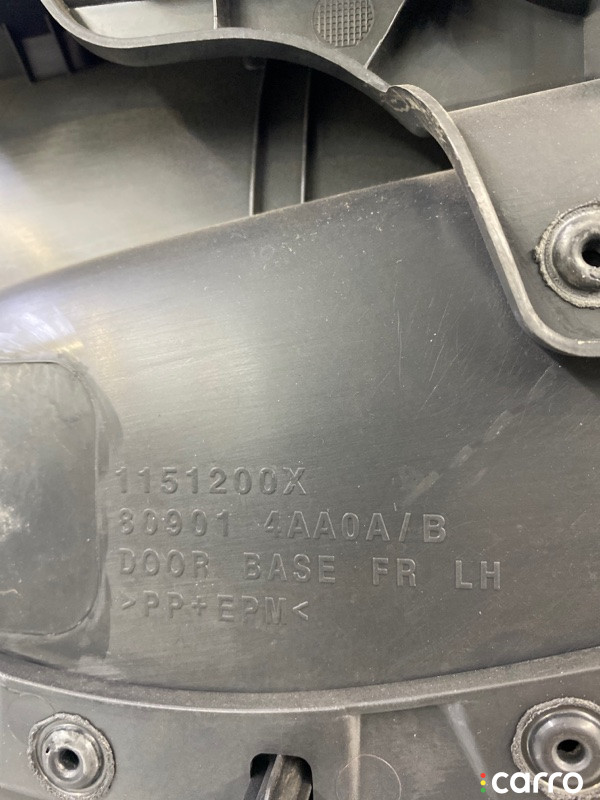 1151200X
80901 4AA0A/B
DOOR BASE FR LH
>PP+EPM<
carro